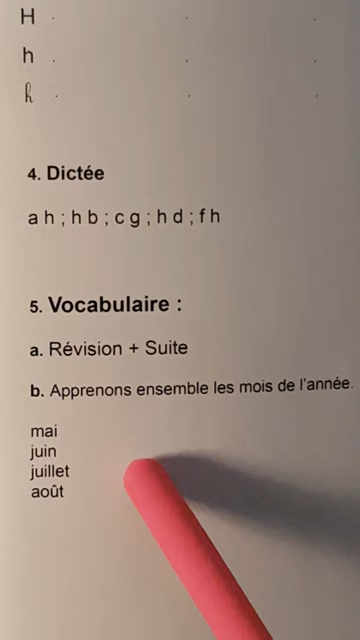 H
h
h
4. Dictée
a h ; h b ; c g ; h d ; f h
5. Vocabulaire :
a. Révision + Suite
b. Apprenons ensemble les mois de l'année.
mai
juin
juillet
août